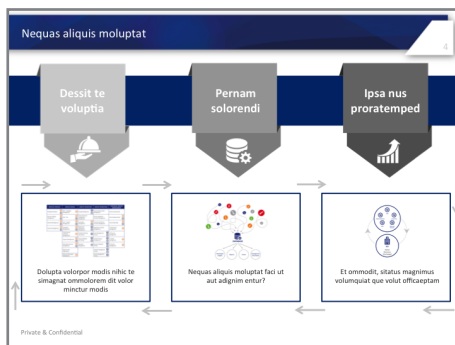 Nequas aliquis moluptat
4
Dessit te
voluptia
Pernam
solorendi
Ipsa nus
proratemped
Dolupta volorpor modis nihic te
simagnat ommolorem dit volor
minctur modis
Nequas aliquis moluptat faci ut
aut adignim entur?
Et ommodit, sitatus magnimus
volumquiat que volut officaeptam
Private & Confidential